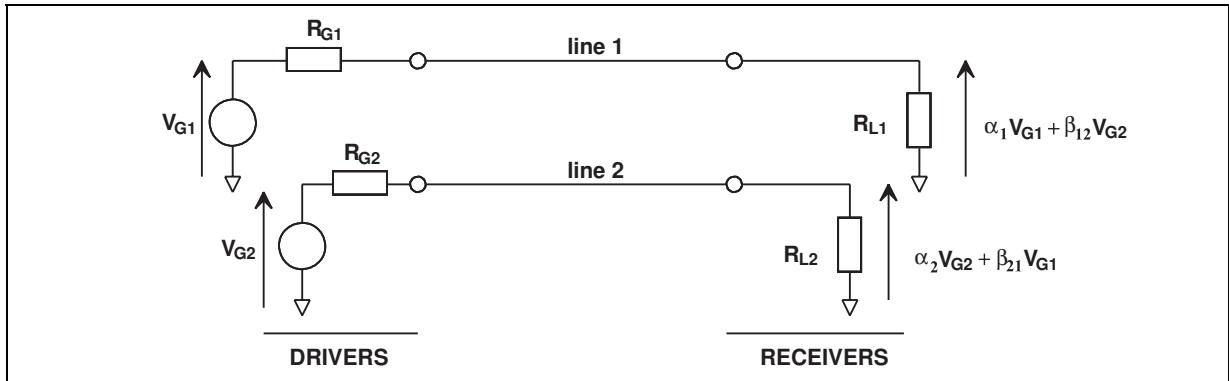 R_G1
line 1
V_G1
R_L1
α_1V_G1 + β_12V_G2
R_G2
line 2
V_G2
R_L2
α_2V_G2 + β_21V_G1
DRIVERS
RECEIVERS